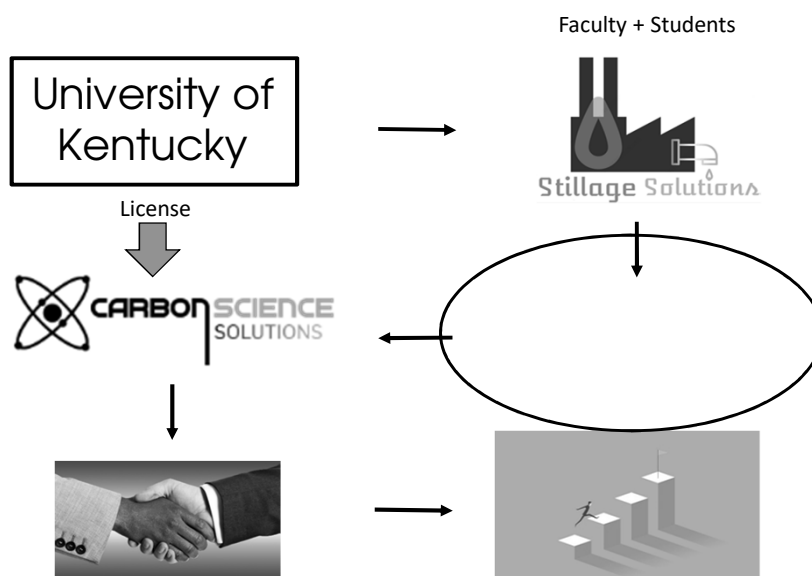 Faculty + Students
University of
Kentucky
Stillage Solutions
License
CARBON SCIENCE
SOLUTIONS